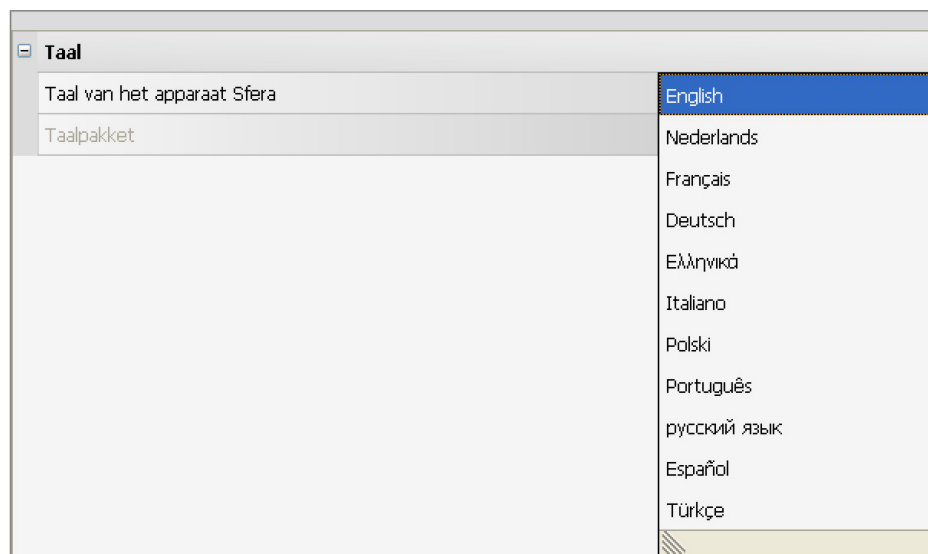 Taal
Taal van het apparaat Sfera
English
Taalpakket
Nederlands
Français
Deutsch
Ελληνικά
Italiano
Polski
Português
русский язык
Español
Türkçe